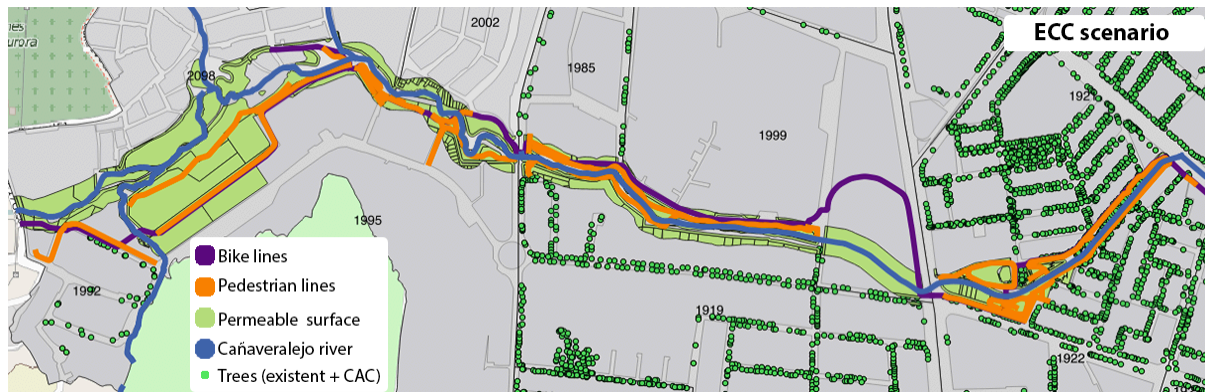 ECC scenario
2002
1985
2098
1921
1999
1995
1992
1919
1922
Bike lines
Pedestrian lines
Permeable surface
Cañaveralejo river
Trees (existent + CAC)